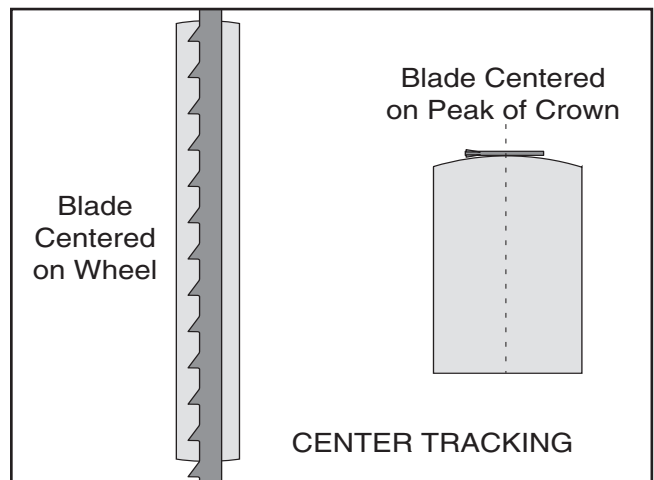 Blade Centered
on Peak of Crown
Blade
Centered
on Wheel
CENTER TRACKING